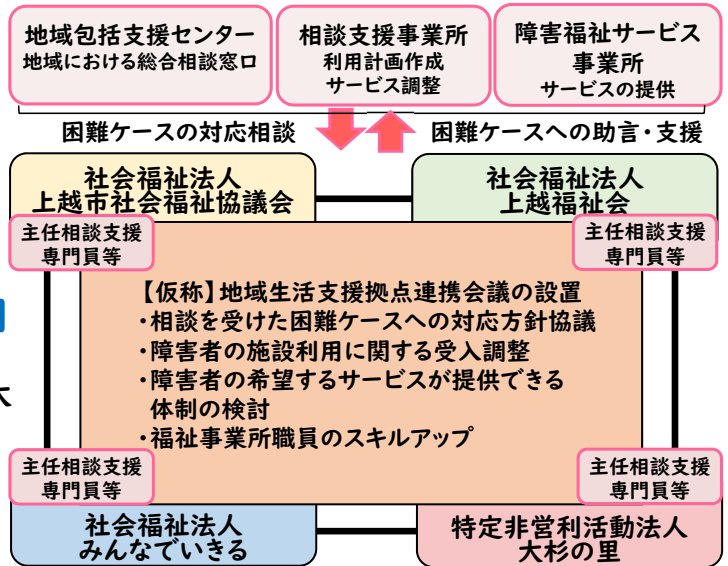 地域包括支援センター
地域における総合相談窓口
相談支援事業所
利用計画作成
サービス調整
障害福祉サービス
事業所
サービスの提供
困難ケースの対応相談
困難ケースへの助言・支援
社会福祉法人
上越市社会福祉協議会
社会福祉法人
上越福祉会
主任相談支援
専門員等
主任相談支援
専門員等
【仮称】地域生活支援拠点連携会議の設置
・相談を受けた困難ケースへの対応方針協議
・障害者の施設利用に関する受入調整
・障害者の希望するサービスが提供できる
体制の検討
・福祉事業所職員のスキルアップ
主任相談支援
専門員等
主任相談支援
専門員等
社会福祉法人
みんなでいきる
特定非営利活動法人
大杉の里